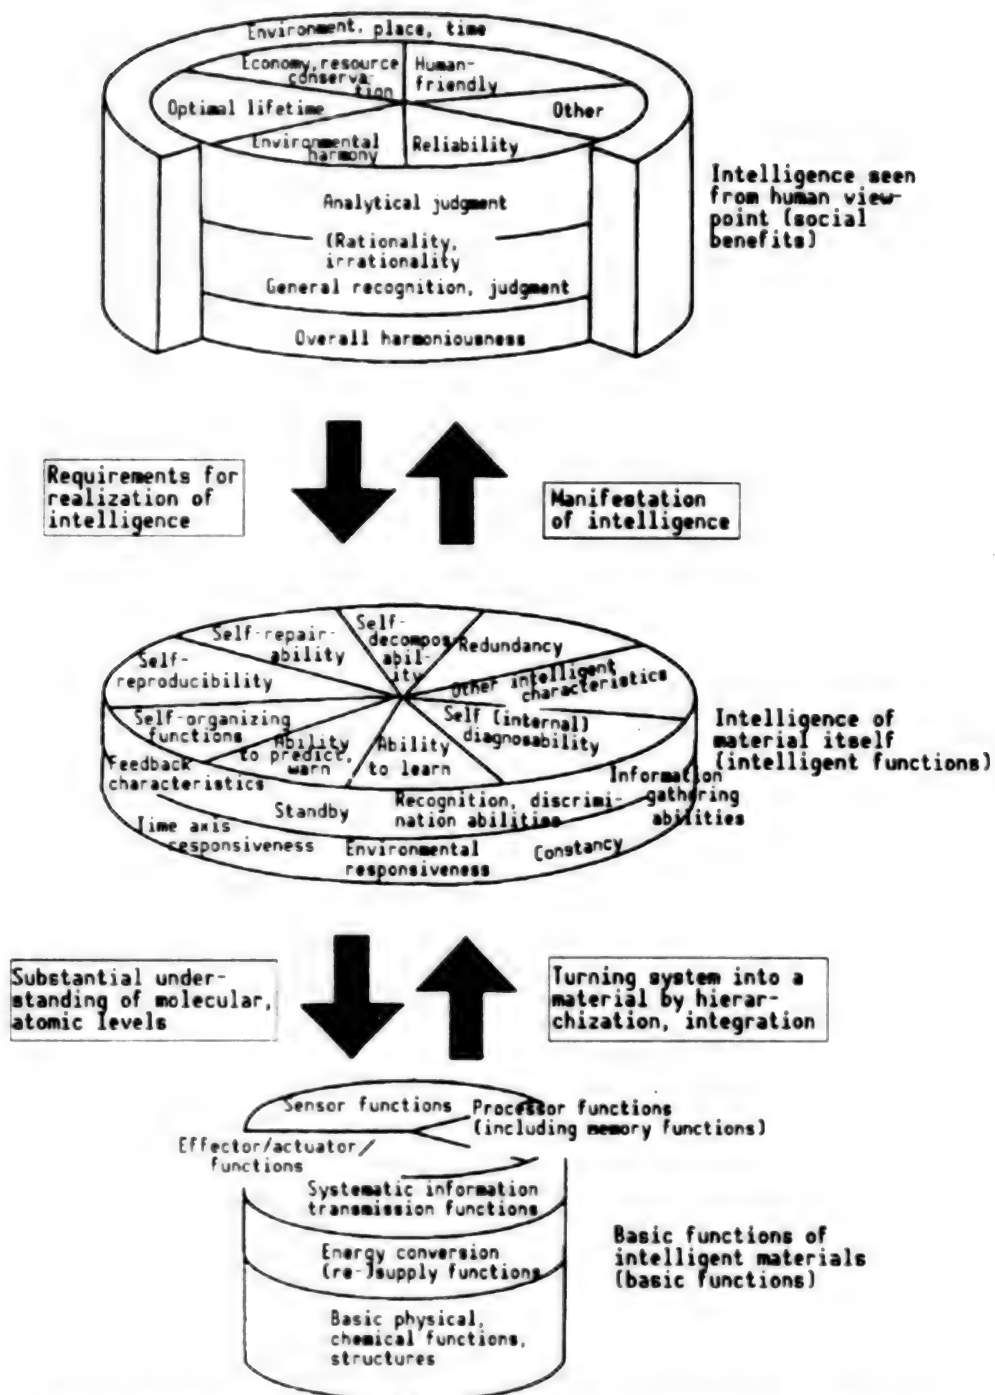 Environment, place, time
Economy, resource
conserva-
tion
Human-
friendly
Optimal lifetime
Other
Environmental
harmony
Reliability
Analytical judgment
(Rationality,
irrationality
General recognition, judgment
Overall harmoniousness
Intelligence seen
from human view-
point (social
benefits)
Requirements for
realization of
intelligence
Manifestation
of intelligence
Self-repair-
ability
Self-
decompos-
abil-
ity
Redundancy
Self-
reproducibility
Other intelligent
characteristics
Self-organizing
functions
Ability
to predict,
warn
Ability
to learn
Self (internal)
diagnosability
Feedback
characteristics
Standby
Recognition, discrimi-
nation abilities
Information
gathering
abilities
Time axis
responsiveness
Environmental
responsiveness
Constancy
Intelligence of
material itself
(intelligent functions)
Substantial under-
standing of molecular,
atomic levels
Turning system into a
material by hierar-
chization, integration
Sensor functions
Processor functions
(including memory functions)
Effector/actuator/
functions
Systematic information
transmission functions
Energy conversion
(re-)supply functions
Basic physical,
chemical functions,
structures
Basic functions of
intelligent materials
(basic functions)